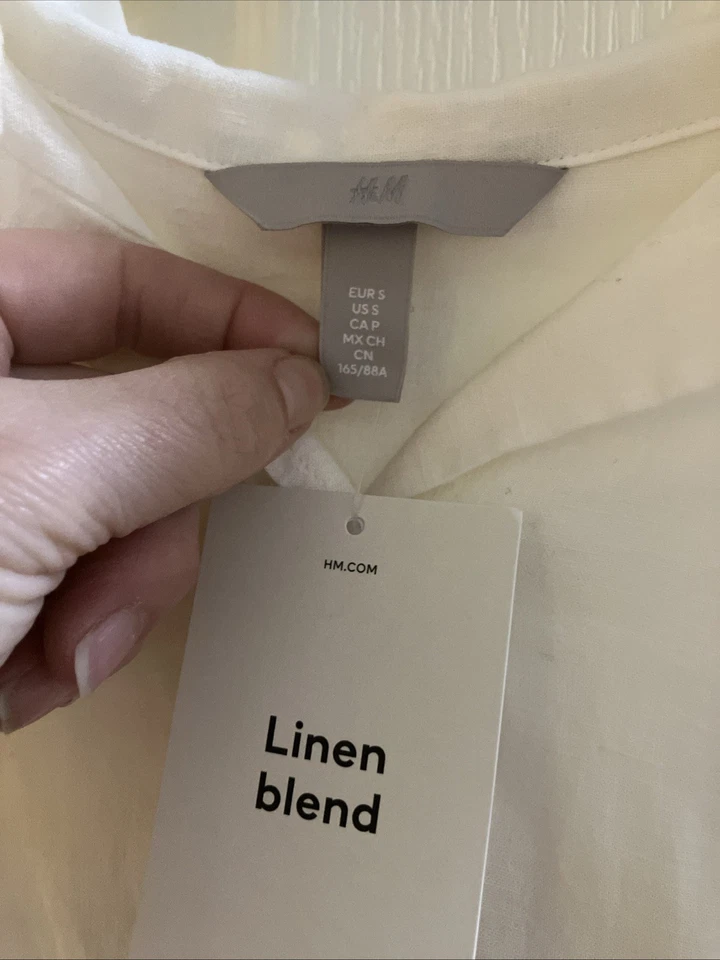 H&M
EUR S
US S
CA P
MX CH
CN
165/88A
HM.COM
Linen
blend